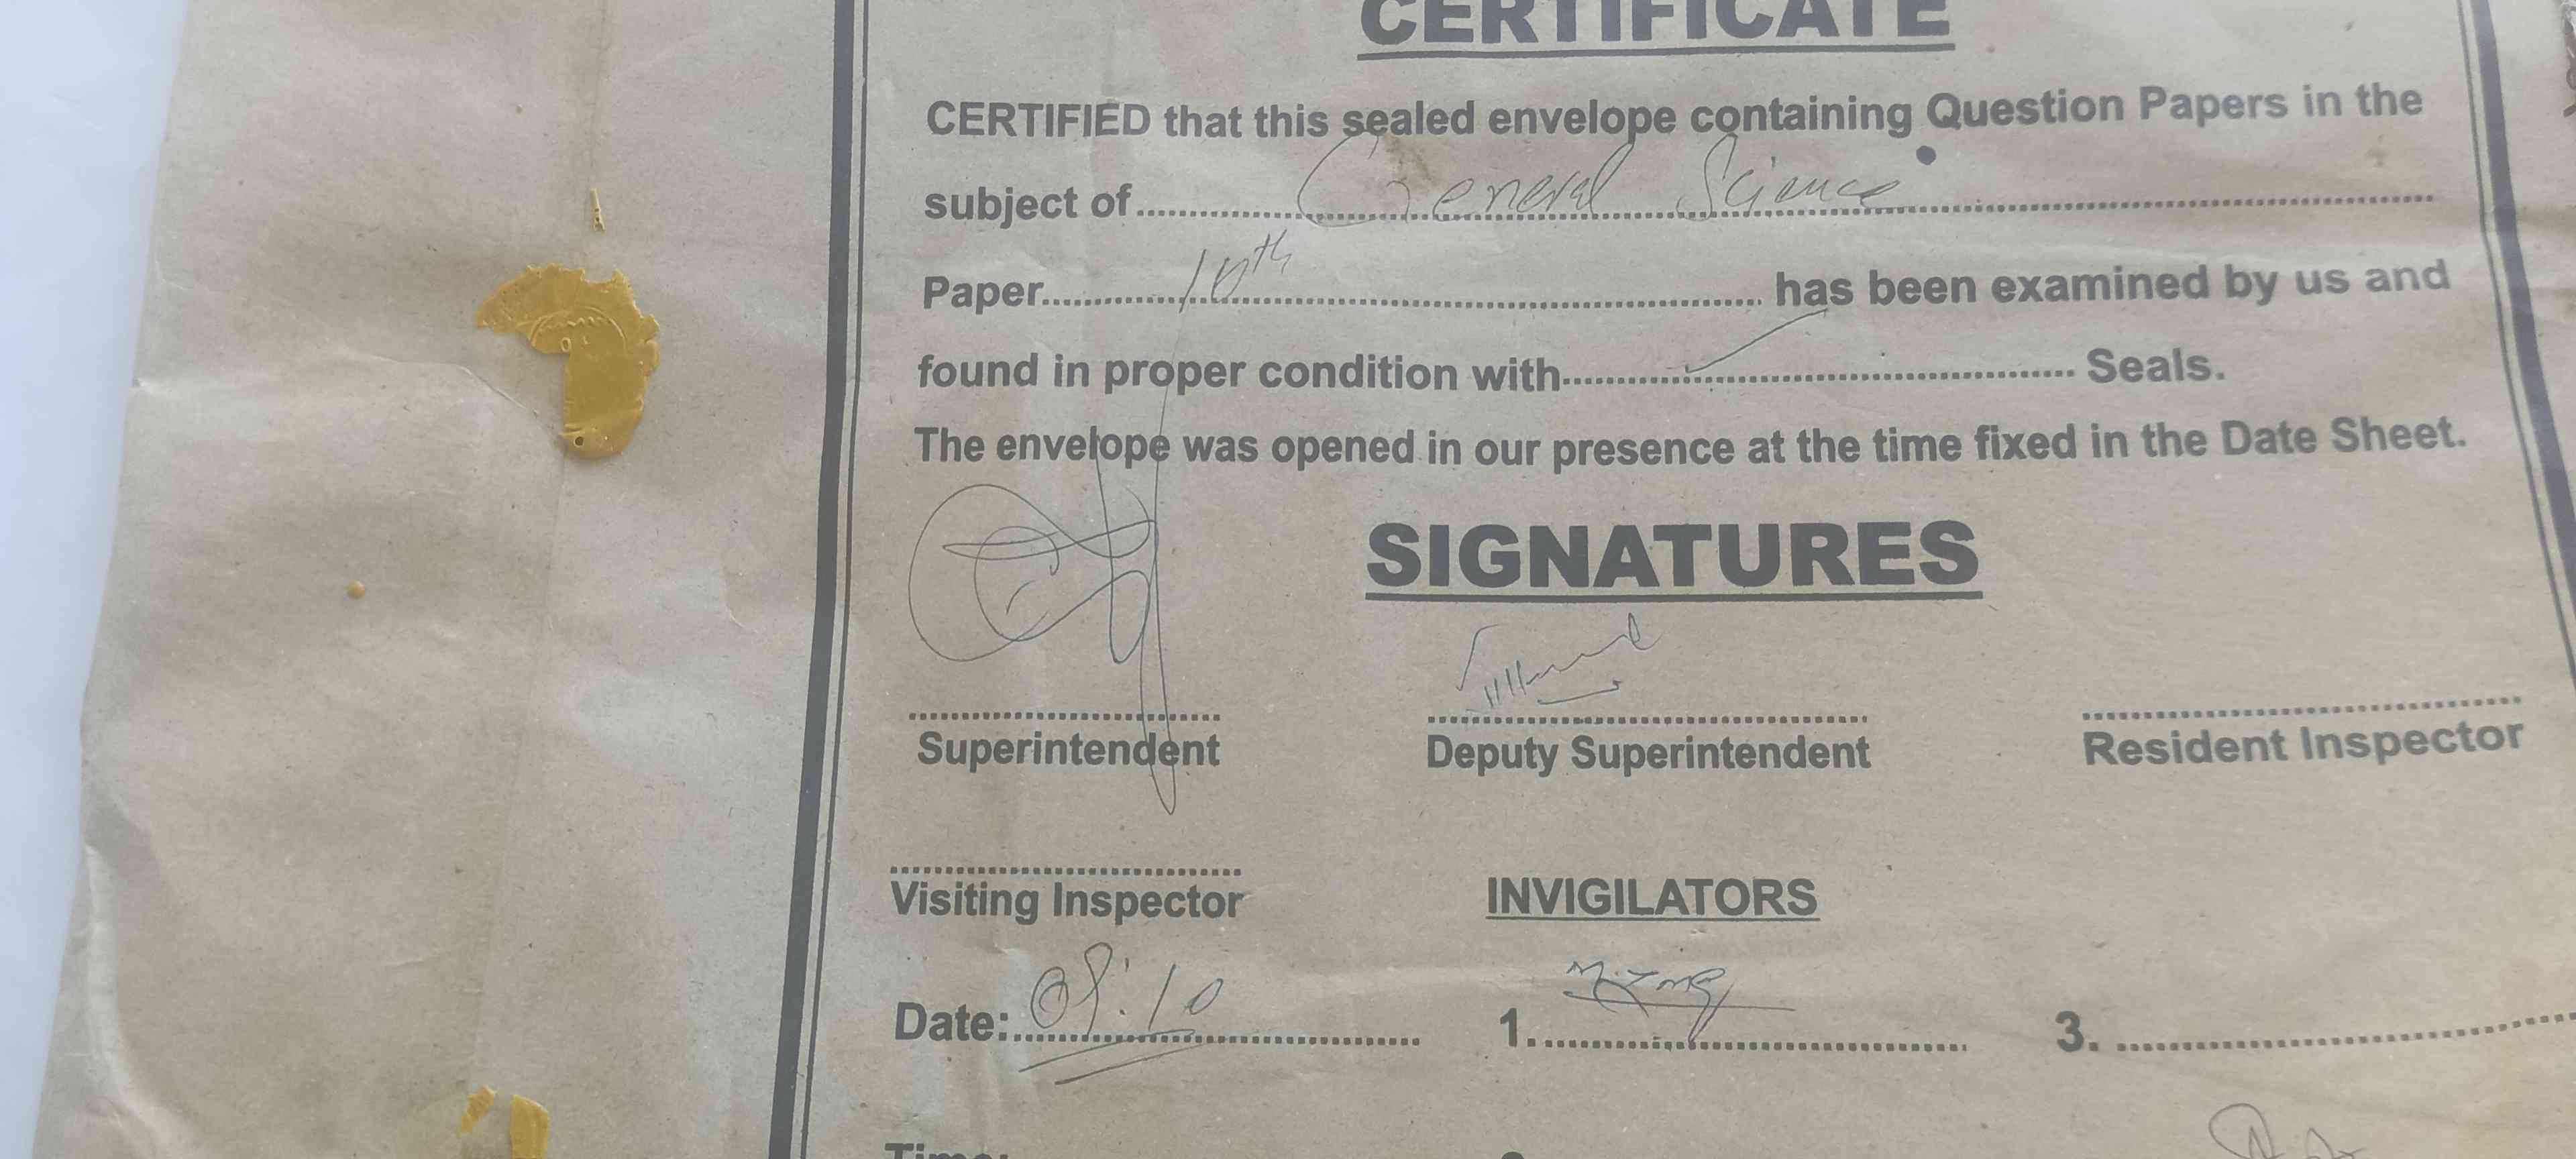 CERTIFICATE
CERTIFIED that this sealed envelope containing Question Papers in the
subject of General Science
Paper 10th has been examined by us and
found in proper condition with Seals.
The envelope was opened in our presence at the time fixed in the Date Sheet.
SIGNATURES
Superintendent Deputy Superintendent Resident Inspector
Visiting Inspector INVIGILATORS
Date: 1. 3.
Time: